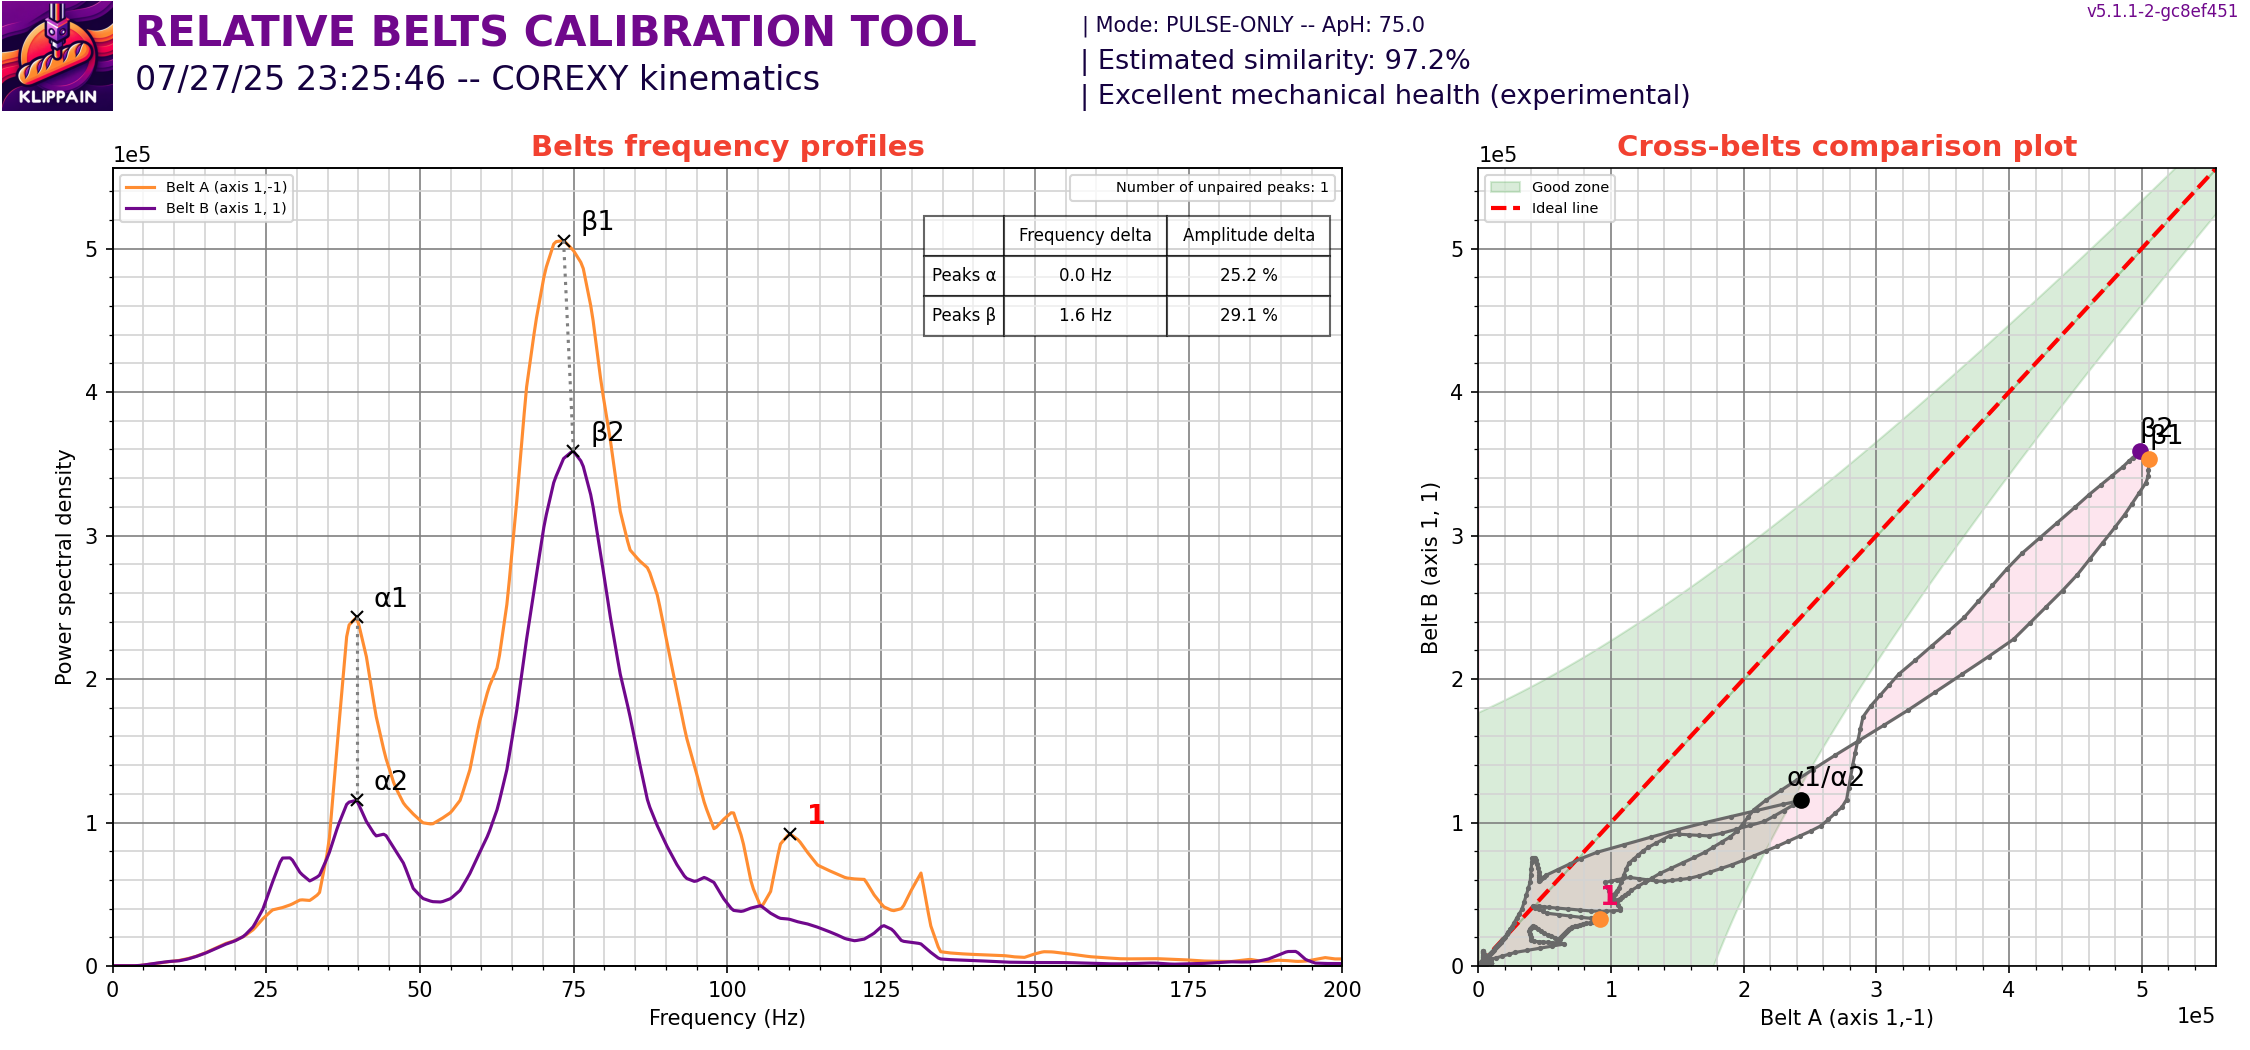 KLIPPAIN
RELATIVE BELTS CALIBRATION TOOL
07/27/25 23:25:46 -- COREXY kinematics
| Mode: PULSE-ONLY -- ApH: 75.0
| Estimated similarity: 97.2%
| Excellent mechanical health (experimental)
v5.1.1-2-gc8ef451
Belts frequency profiles
1e5
Belt A (axis 1,-1)
Belt B (axis 1, 1)
Number of unpaired peaks: 1
Frequency delta Amplitude delta
Peaks α 0.0 Hz 25.2 %
Peaks β 1.6 Hz 29.1 %
β1
β2
α1
α2
1
Power spectral density
5
4
3
2
1
0
0 25 50 75 100 125 150 175 200
Frequency (Hz)
Cross-belts comparison plot
1e5
Good zone
Ideal line
β2
β1
α1/α2
1
Belt B (axis 1, 1)
5
4
3
2
1
0
0 1 2 3 4 5
Belt A (axis 1,-1)
1e5